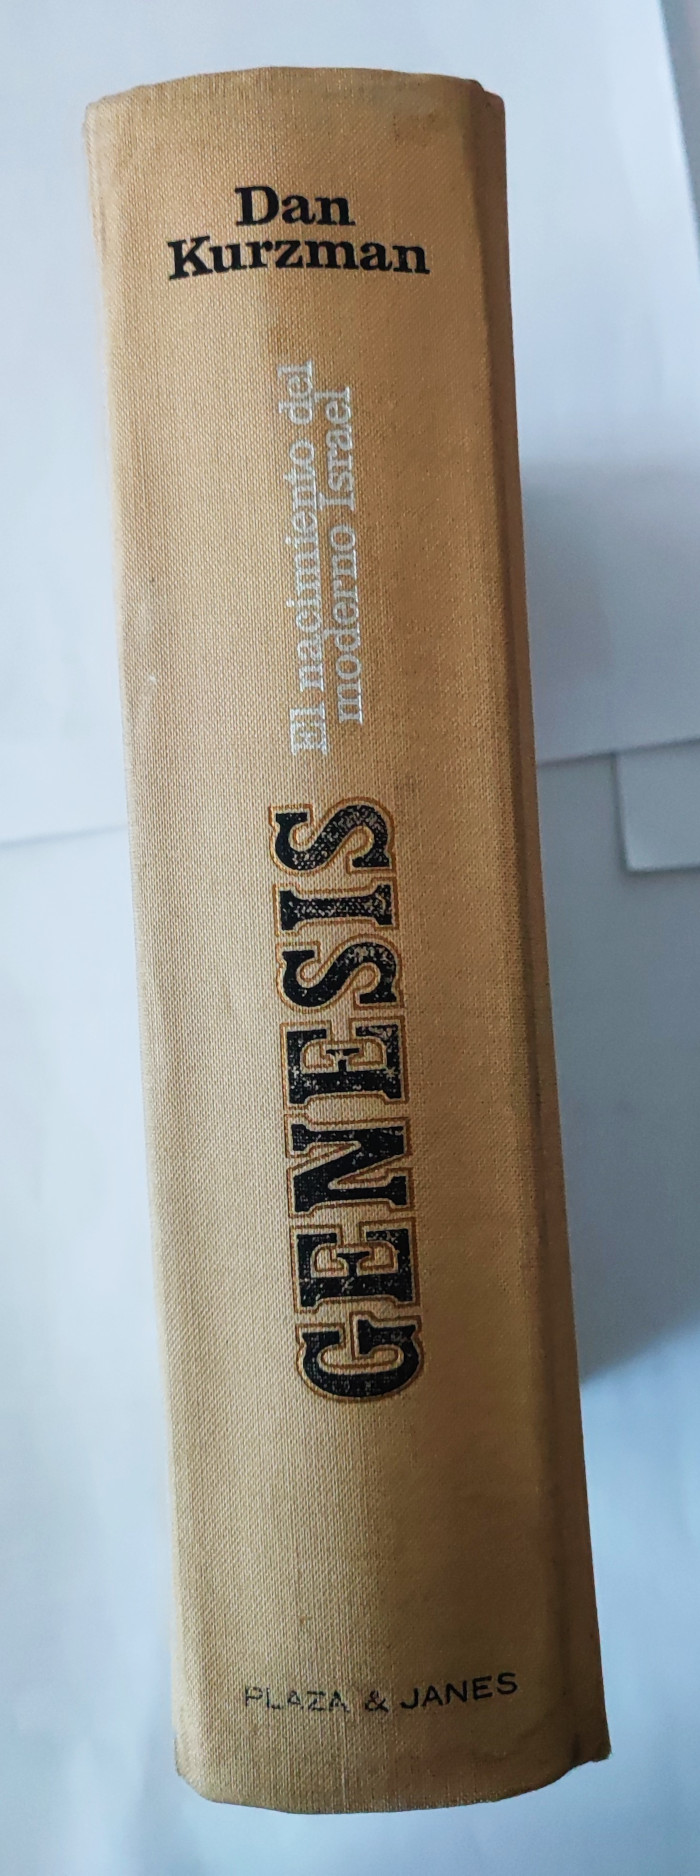 Dan
Kurzman
GENESIS
El nacimiento del
moderno Israel
PLAZA & JANES